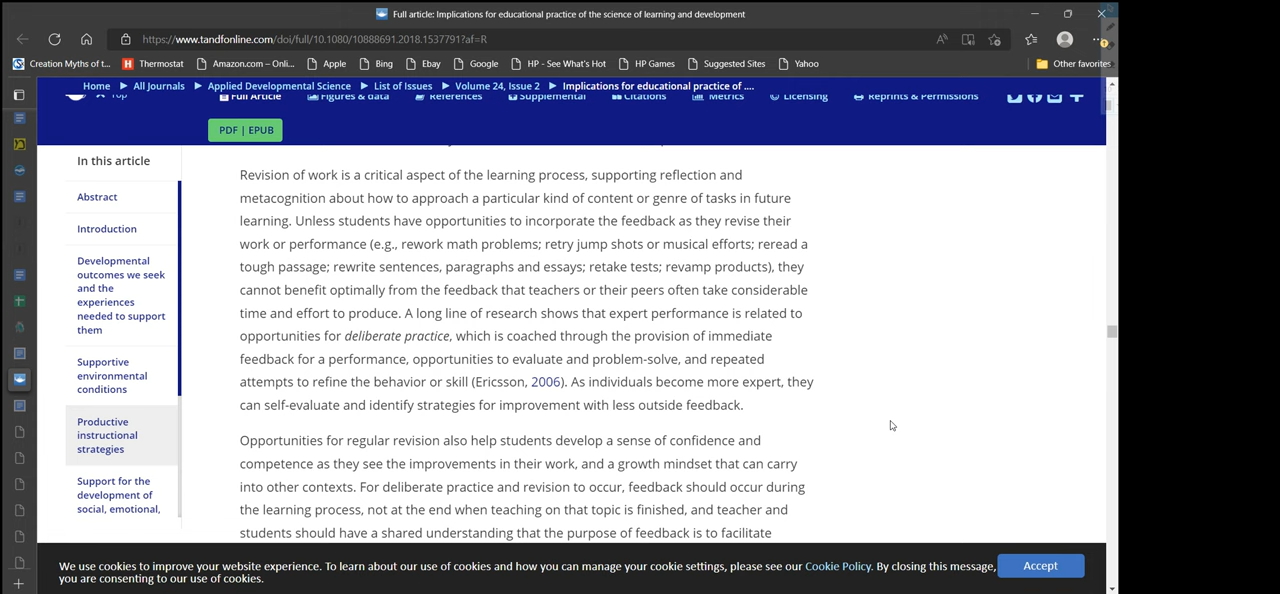 Full article: Implications for educational practice of the science of learning and development
https://www.tandfonline.com/doi/full/10.1080/10888691.2018.1537791?af=R
Creation Myths of t... Thermostat Amazon.com – Onli... Apple Bing Ebay Google HP - See What's Hot HP Games Suggested Sites Yahoo Other favorites
Home All Journals Applied Developmental Science List of Issues Volume 24, Issue 2 Implications for educational practice of ....
Top Full Article Figures & data References Supplemental Citations Metrics Licensing Reprints & Permissions
PDF | EPUB
In this article
Abstract
Introduction
Developmental
outcomes we seek
and the
experiences
needed to support
them
Supportive
environmental
conditions
Productive
instructional
strategies
Support for the
development of
social, emotional,
Revision of work is a critical aspect of the learning process, supporting reflection and
metacognition about how to approach a particular kind of content or genre of tasks in future
learning. Unless students have opportunities to incorporate the feedback as they revise their
work or performance (e.g., rework math problems; retry jump shots or musical efforts; reread a
tough passage; rewrite sentences, paragraphs and essays; retake tests; revamp products), they
cannot benefit optimally from the feedback that teachers or their peers often take considerable
time and effort to produce. A long line of research shows that expert performance is related to
opportunities for deliberate practice, which is coached through the provision of immediate
feedback for a performance, opportunities to evaluate and problem-solve, and repeated
attempts to refine the behavior or skill (Ericsson, 2006). As individuals become more expert, they
can self-evaluate and identify strategies for improvement with less outside feedback.
Opportunities for regular revision also help students develop a sense of confidence and
competence as they see the improvements in their work, and a growth mindset that can carry
into other contexts. For deliberate practice and revision to occur, feedback should occur during
the learning process, not at the end when teaching on that topic is finished, and teacher and
students should have a shared understanding that the purpose of feedback is to facilitate
We use cookies to improve your website experience. To learn about our use of cookies and how you can manage your cookie settings, please see our Cookie Policy. By closing this message,
you are consenting to our use of cookies.
Accept